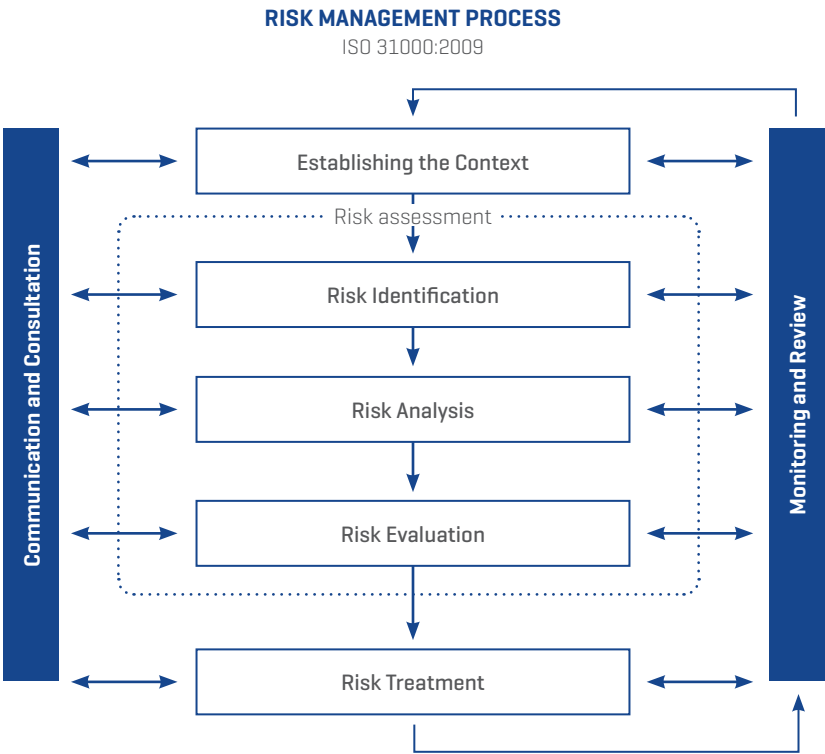 RISK MANAGEMENT PROCESS
ISO 31000:2009
Establishing the Context
Risk assessment
Risk Identification
Risk Analysis
Risk Evaluation
Risk Treatment
Communication and Consultation
Monitoring and Review